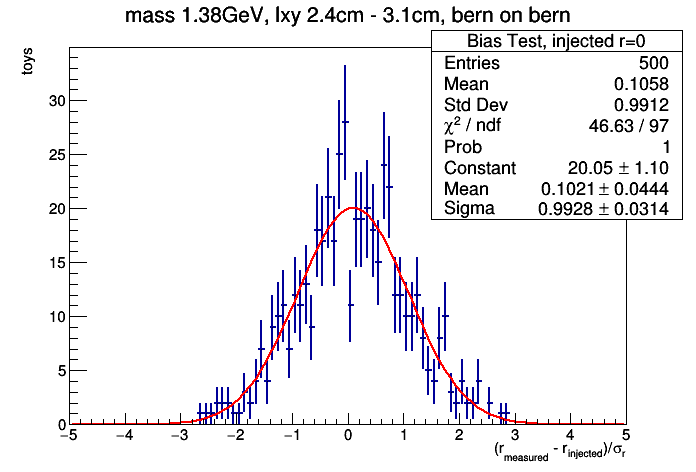 mass 1.38GeV, lxy 2.4cm - 3.1cm, bern on bern
Bias Test, injected r=0
Entries 500
Mean 0.1058
Std Dev 0.9912
χ² / ndf 46.63 / 97
Prob 1
Constant 20.05 ± 1.10
Mean 0.1021 ± 0.0444
Sigma 0.9928 ± 0.0314
toys
30
25
20
15
10
5
0
−5 −4 −3 −2 −1 0 1 2 3 4 5
(r_measured - r_injected)/σ_r